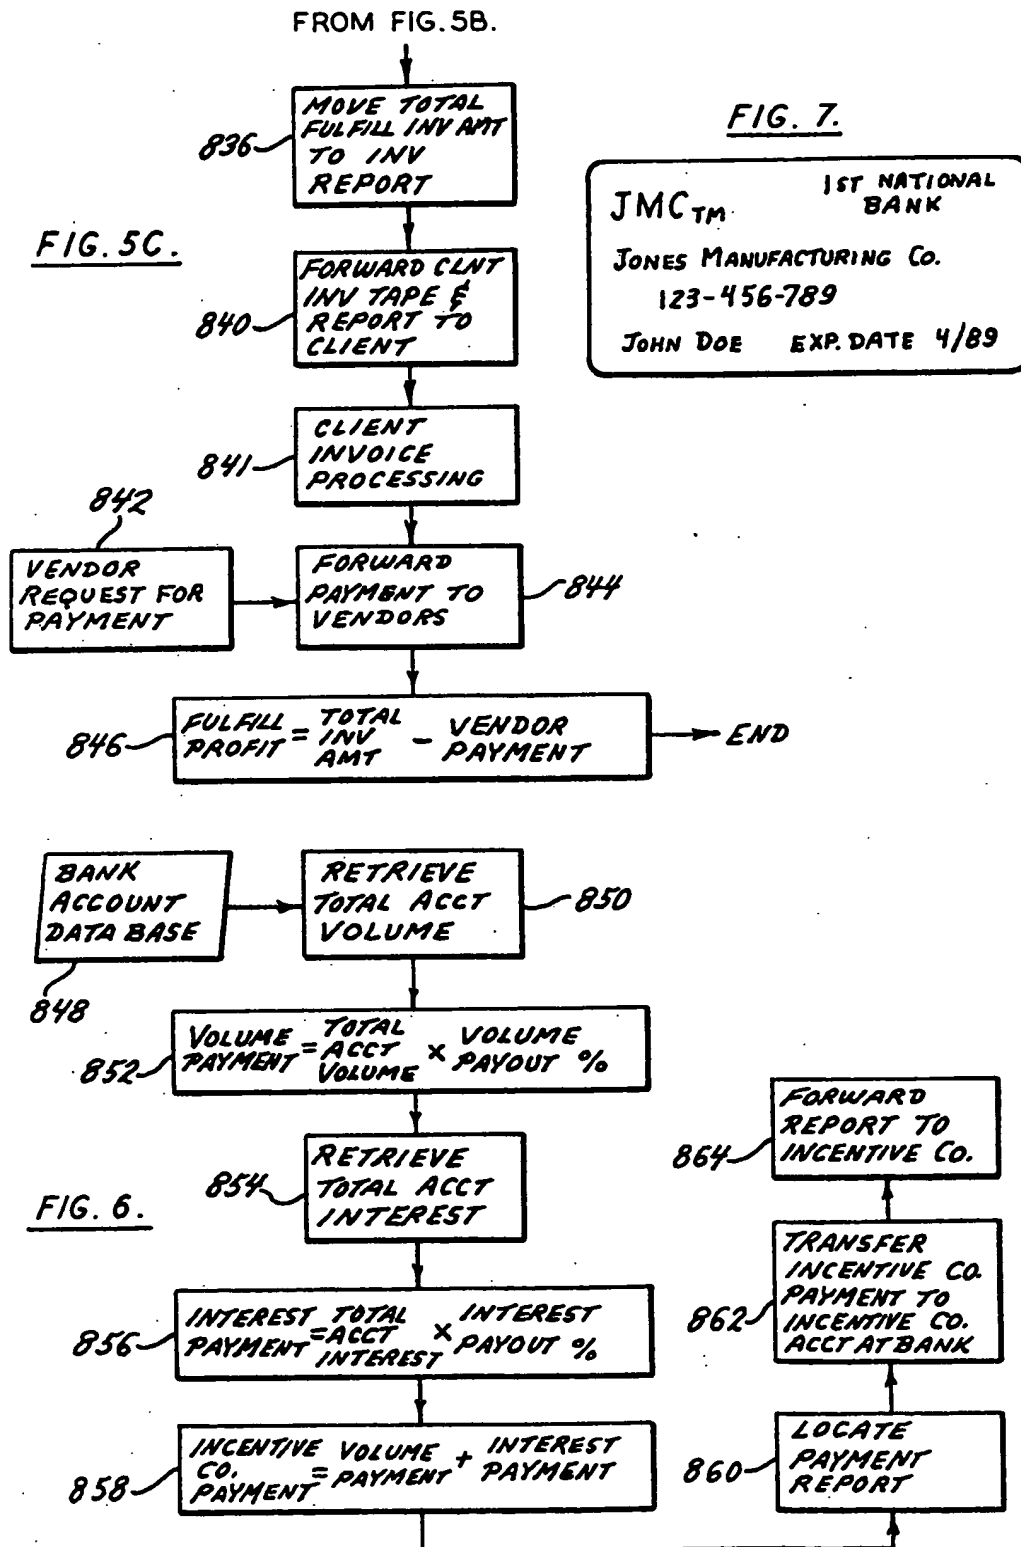 FROM FIG. 5B.
MOVE TOTAL
FULFILL INV AMT
TO INV
REPORT
836
FIG. 7.
JMC TM
1ST NATIONAL
BANK
JONES MANUFACTURING CO.
123-456-789
JOHN DOE EXP. DATE 4/89
FIG. 5C.
FORWARD CLNT
INV TAPE &
REPORT TO
CLIENT
840
CLIENT
INVOICE
PROCESSING
841
842
VENDOR
REQUEST FOR
PAYMENT
FORWARD
PAYMENT TO
VENDORS
844
FULFILL PROFIT = TOTAL INV AMT - VENDOR PAYMENT
846
END
BANK
ACCOUNT
DATA BASE
848
RETRIEVE
TOTAL ACCT
VOLUME
850
VOLUME PAYMENT = TOTAL ACCT VOLUME X VOLUME PAYOUT %
852
RETRIEVE
TOTAL ACCT
INTEREST
854
FIG. 6.
INTEREST PAYMENT = TOTAL ACCT INTEREST X INTEREST PAYOUT %
856
INCENTIVE CO. PAYMENT = VOLUME PAYMENT + INTEREST PAYMENT
858
LOCATE
PAYMENT
REPORT
860
TRANSFER
INCENTIVE CO.
PAYMENT TO
INCENTIVE CO.
ACCT AT BANK
862
FORWARD
REPORT TO
INCENTIVE CO.
864